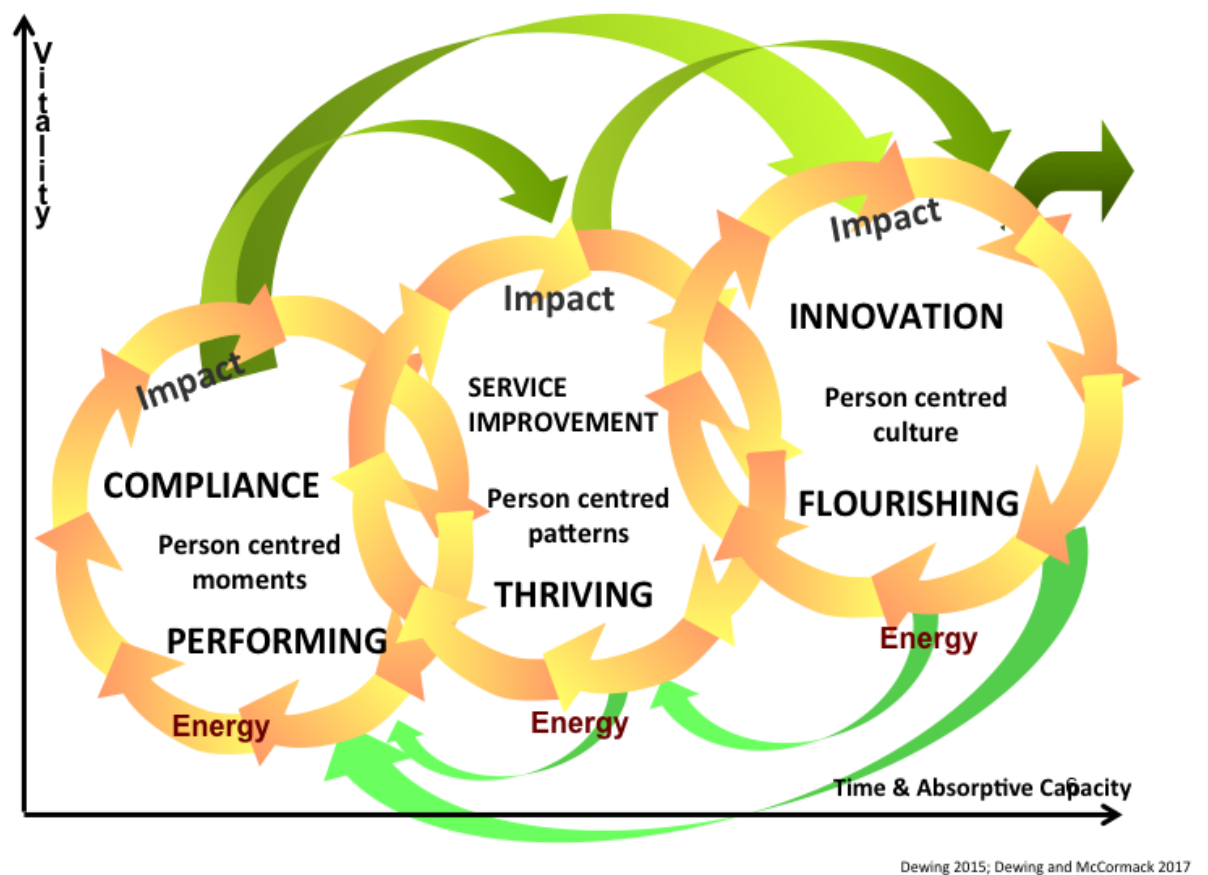 Vitality
Impact
Impact
Impact
INNOVATION
SERVICE
IMPROVEMENT
Person centred
culture
COMPLIANCE
Person centred
patterns
FLOURISHING
Person centred
moments
THRIVING
PERFORMING
Energy
Energy
Energy
Time & Absorptive Capacity
6
Dewing 2015; Dewing and McCormack 2017